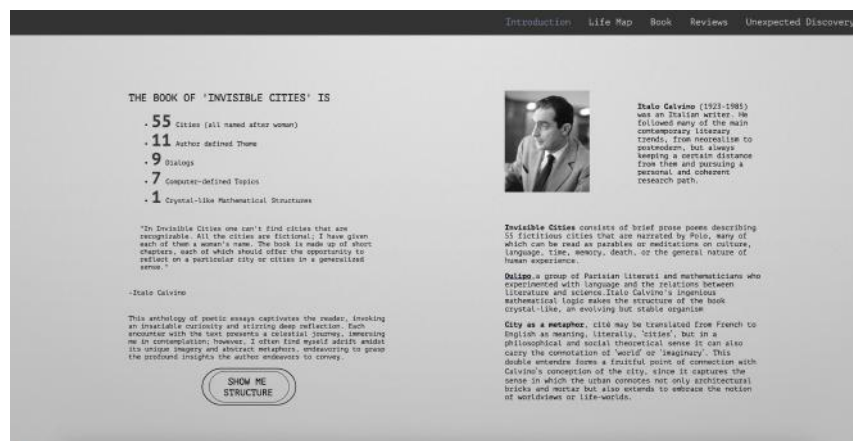 Introduction Life Map Book Reviews Unexpected Discovery
THE BOOK OF 'INVISIBLE CITIES' IS
• 55 Cities (all named after woman)
• 11 Author defined Theme
• 9 Dialogs
• 7 Computer-defined Topics
• 1 Crystal-like Mathematical Structures
"In Invisible Cities one can't find cities that are
recognizable. All the cities are fictional; I have given
each of them a woman's name. The book is made up of short
chapters, each of which should offer the opportunity to
reflect on a particular city or cities in a generalized
sense."
-Italo Calvino
This anthology of poetic essays captivates the reader, invoking
an insatiable curiosity and stirring deep reflection. Each
encounter with the text presents a celestial journey, immersing
me in contemplation; however, I often find myself adrift amidst
its unique imagery and abstract metaphors, endeavoring to grasp
the profound insights the author endeavors to convey.
SHOW ME
STRUCTURE
Italo Calvino (1923-1985)
was an Italian writer. He
followed many of the main
contemporary literary
trends, from neorealism to
postmodern, but always
keeping a certain distance
from them and pursuing a
personal and coherent
research path.
Invisible Cities consists of brief prose poems describing
55 fictitious cities that are narrated by Polo, many of
which can be read as parables or meditations on culture,
language, time, memory, death, or the general nature of
human experience.
Oulipo,a group of Parisian literati and mathematicians who
experimented with language and the relations between
literature and science.Italo Calvino's ingenious
mathematical logic makes the structure of the book
crystal-like, an evolving but stable organism
City as a metaphor, cité may be translated from French to
English as meaning, literally, 'cities', but in a
philosophical and social theoretical sense it can also
carry the connotation of 'world' or 'imaginary'. This
double entendre forms a fruitful point of connection with
Calvino's conception of the city, since it captures the
sense in which the urban connotes not only architectural
bricks and mortar but also extends to embrace the notion
of worldviews or life-worlds.